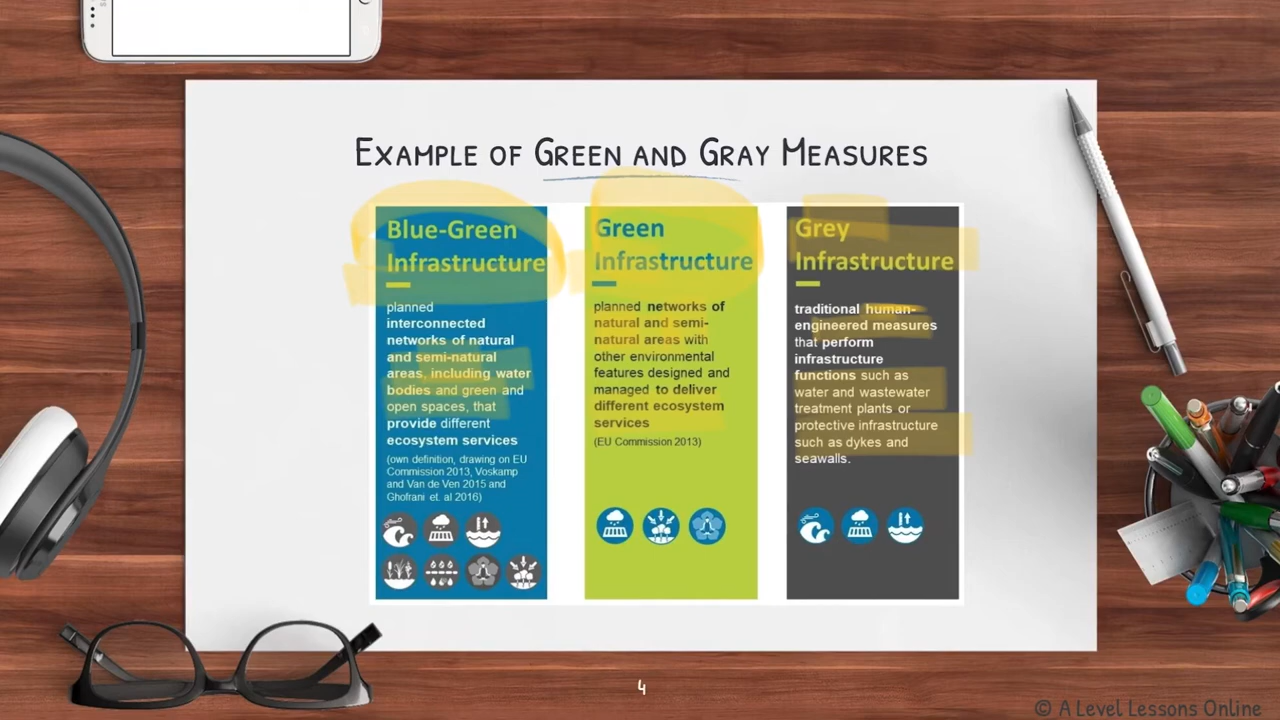 Example of Green and Gray Measures
Blue-Green
Infrastructure
planned
interconnected
networks of natural
and semi-natural
areas, including water
bodies and green and
open spaces, that
provide different
ecosystem services
(own definition, drawing on EU
Commission 2013, Voskamp
and Van de Ven 2015 and
Ghofrani et. al 2016)
Green
Infrastructure
planned networks of
natural and semi-
natural areas with
other environmental
features designed and
managed to deliver
different ecosystem
services
(EU Commission 2013)
Grey
Infrastructure
traditional human-
engineered measures
that perform
infrastructure
functions such as
water and wastewater
treatment plants or
protective infrastructure
such as dykes and
seawalls.
4
© A Level Lessons Online